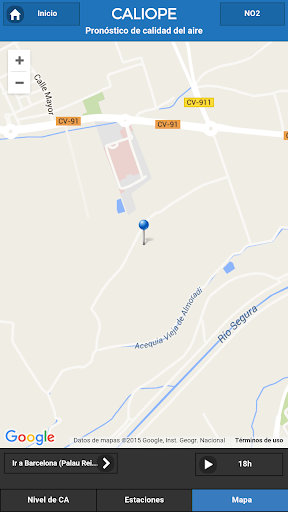 Inicio
CALIOPE
NO2
Pronóstico de calidad del aire
+
−
Calle Mayor
CV-911
CV-91
CV-91
CV-91
Acequia-Vieja de Almoradí
Río-Segura
Google
Datos de mapas ©2015 Google, Inst. Geogr. Nacional
Términos de uso
Ir a Barcelona (Palau Rei...
18h
Nivel de CA
Estaciones
Mapa